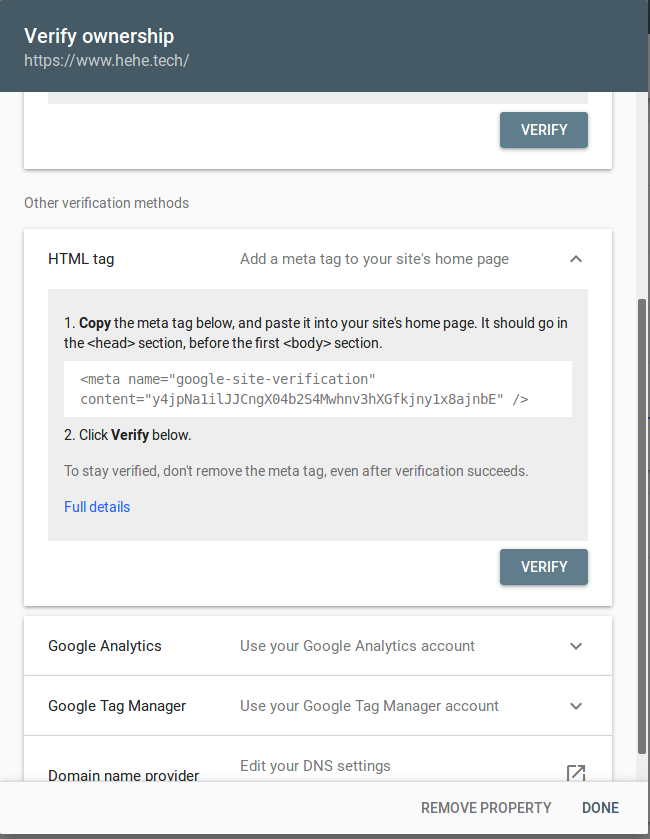 Verify ownership
https://www.hehe.tech/
VERIFY
Other verification methods
HTML tag
Add a meta tag to your site's home page
1. Copy the meta tag below, and paste it into your site's home page. It should go in
the <head> section, before the first <body> section.
<meta name="google-site-verification"
content="y4jpNa1ilJJCngX04b2S4Mwhnv3hXGfkjny1x8ajnbE" />
2. Click Verify below.
To stay verified, don't remove the meta tag, even after verification succeeds.
Full details
VERIFY
Google Analytics
Use your Google Analytics account
Google Tag Manager
Use your Google Tag Manager account
Domain name provider
Edit your DNS settings
REMOVE PROPERTY
DONE